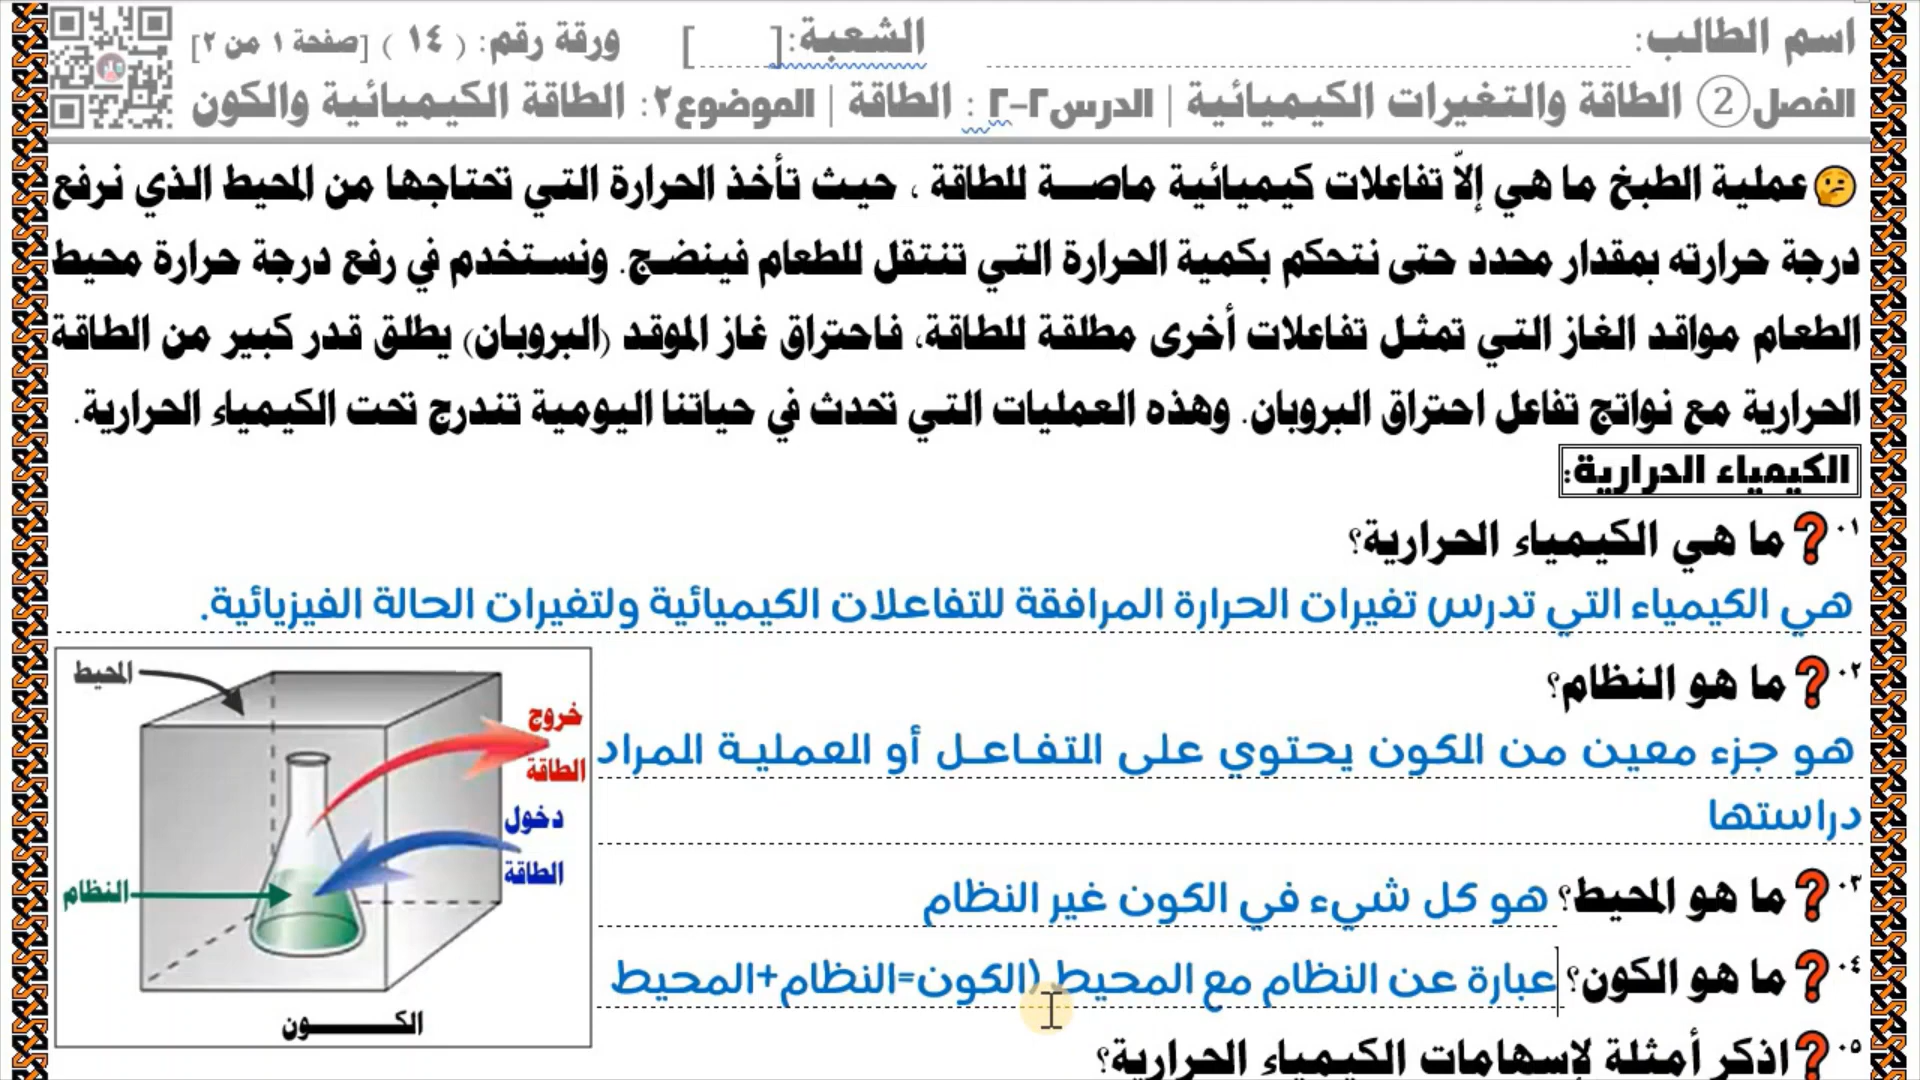 اسم الطالب: الشعبة:[ ] ورقة رقم: ( ١٤ ) [صفحة ١ من ٢]
الفصل② الطاقة والتغيرات الكيميائية | الدرس٢-٢ : الطاقة | الموضوع٢: الطاقة الكيميائية والكون
🤔عملية الطبخ ما هي إلاّ تفاعلات كيميائية ماصة للطاقة ، حيث تأخذ الحرارة التي تحتاجها من المحيط الذي نرفع
درجة حرارته بمقدار محدد حتى نتحكم بكمية الحرارة التي تنتقل للطعام فينضج. ونستخدم في رفع درجة حرارة محيط
الطعام مواقد الغاز التي تمثل تفاعلات أخرى مطلقة للطاقة، فاحتراق غاز الموقد (البروبان) يطلق قدر كبير من الطاقة
الحرارية مع نواتج تفاعل احتراق البروبان. وهذه العمليات التي تحدث في حياتنا اليومية تندرج تحت الكيمياء الحرارية.
الكيمياء الحرارية:
١.❓ما هي الكيمياء الحرارية؟
هي الكيمياء التي تدرس تغيرات الحرارة المرافقة للتفاعلات الكيميائية ولتغيرات الحالة الفيزيائية.
٢.❓ما هو النظام؟
هو جزء معين من الكون يحتوي على التفاعل أو العملية المراد
دراستها
٣.❓ما هو المحيط؟ هو كل شيء في الكون غير النظام
٤.❓ما هو الكون؟ عبارة عن النظام مع المحيط (الكون=النظام+المحيط
٥.❓اذكر أمثلة لإسهامات الكيمياء الحرارية؟
المحيط
خروج
الطاقة
دخول
الطاقة
النظام
الكون